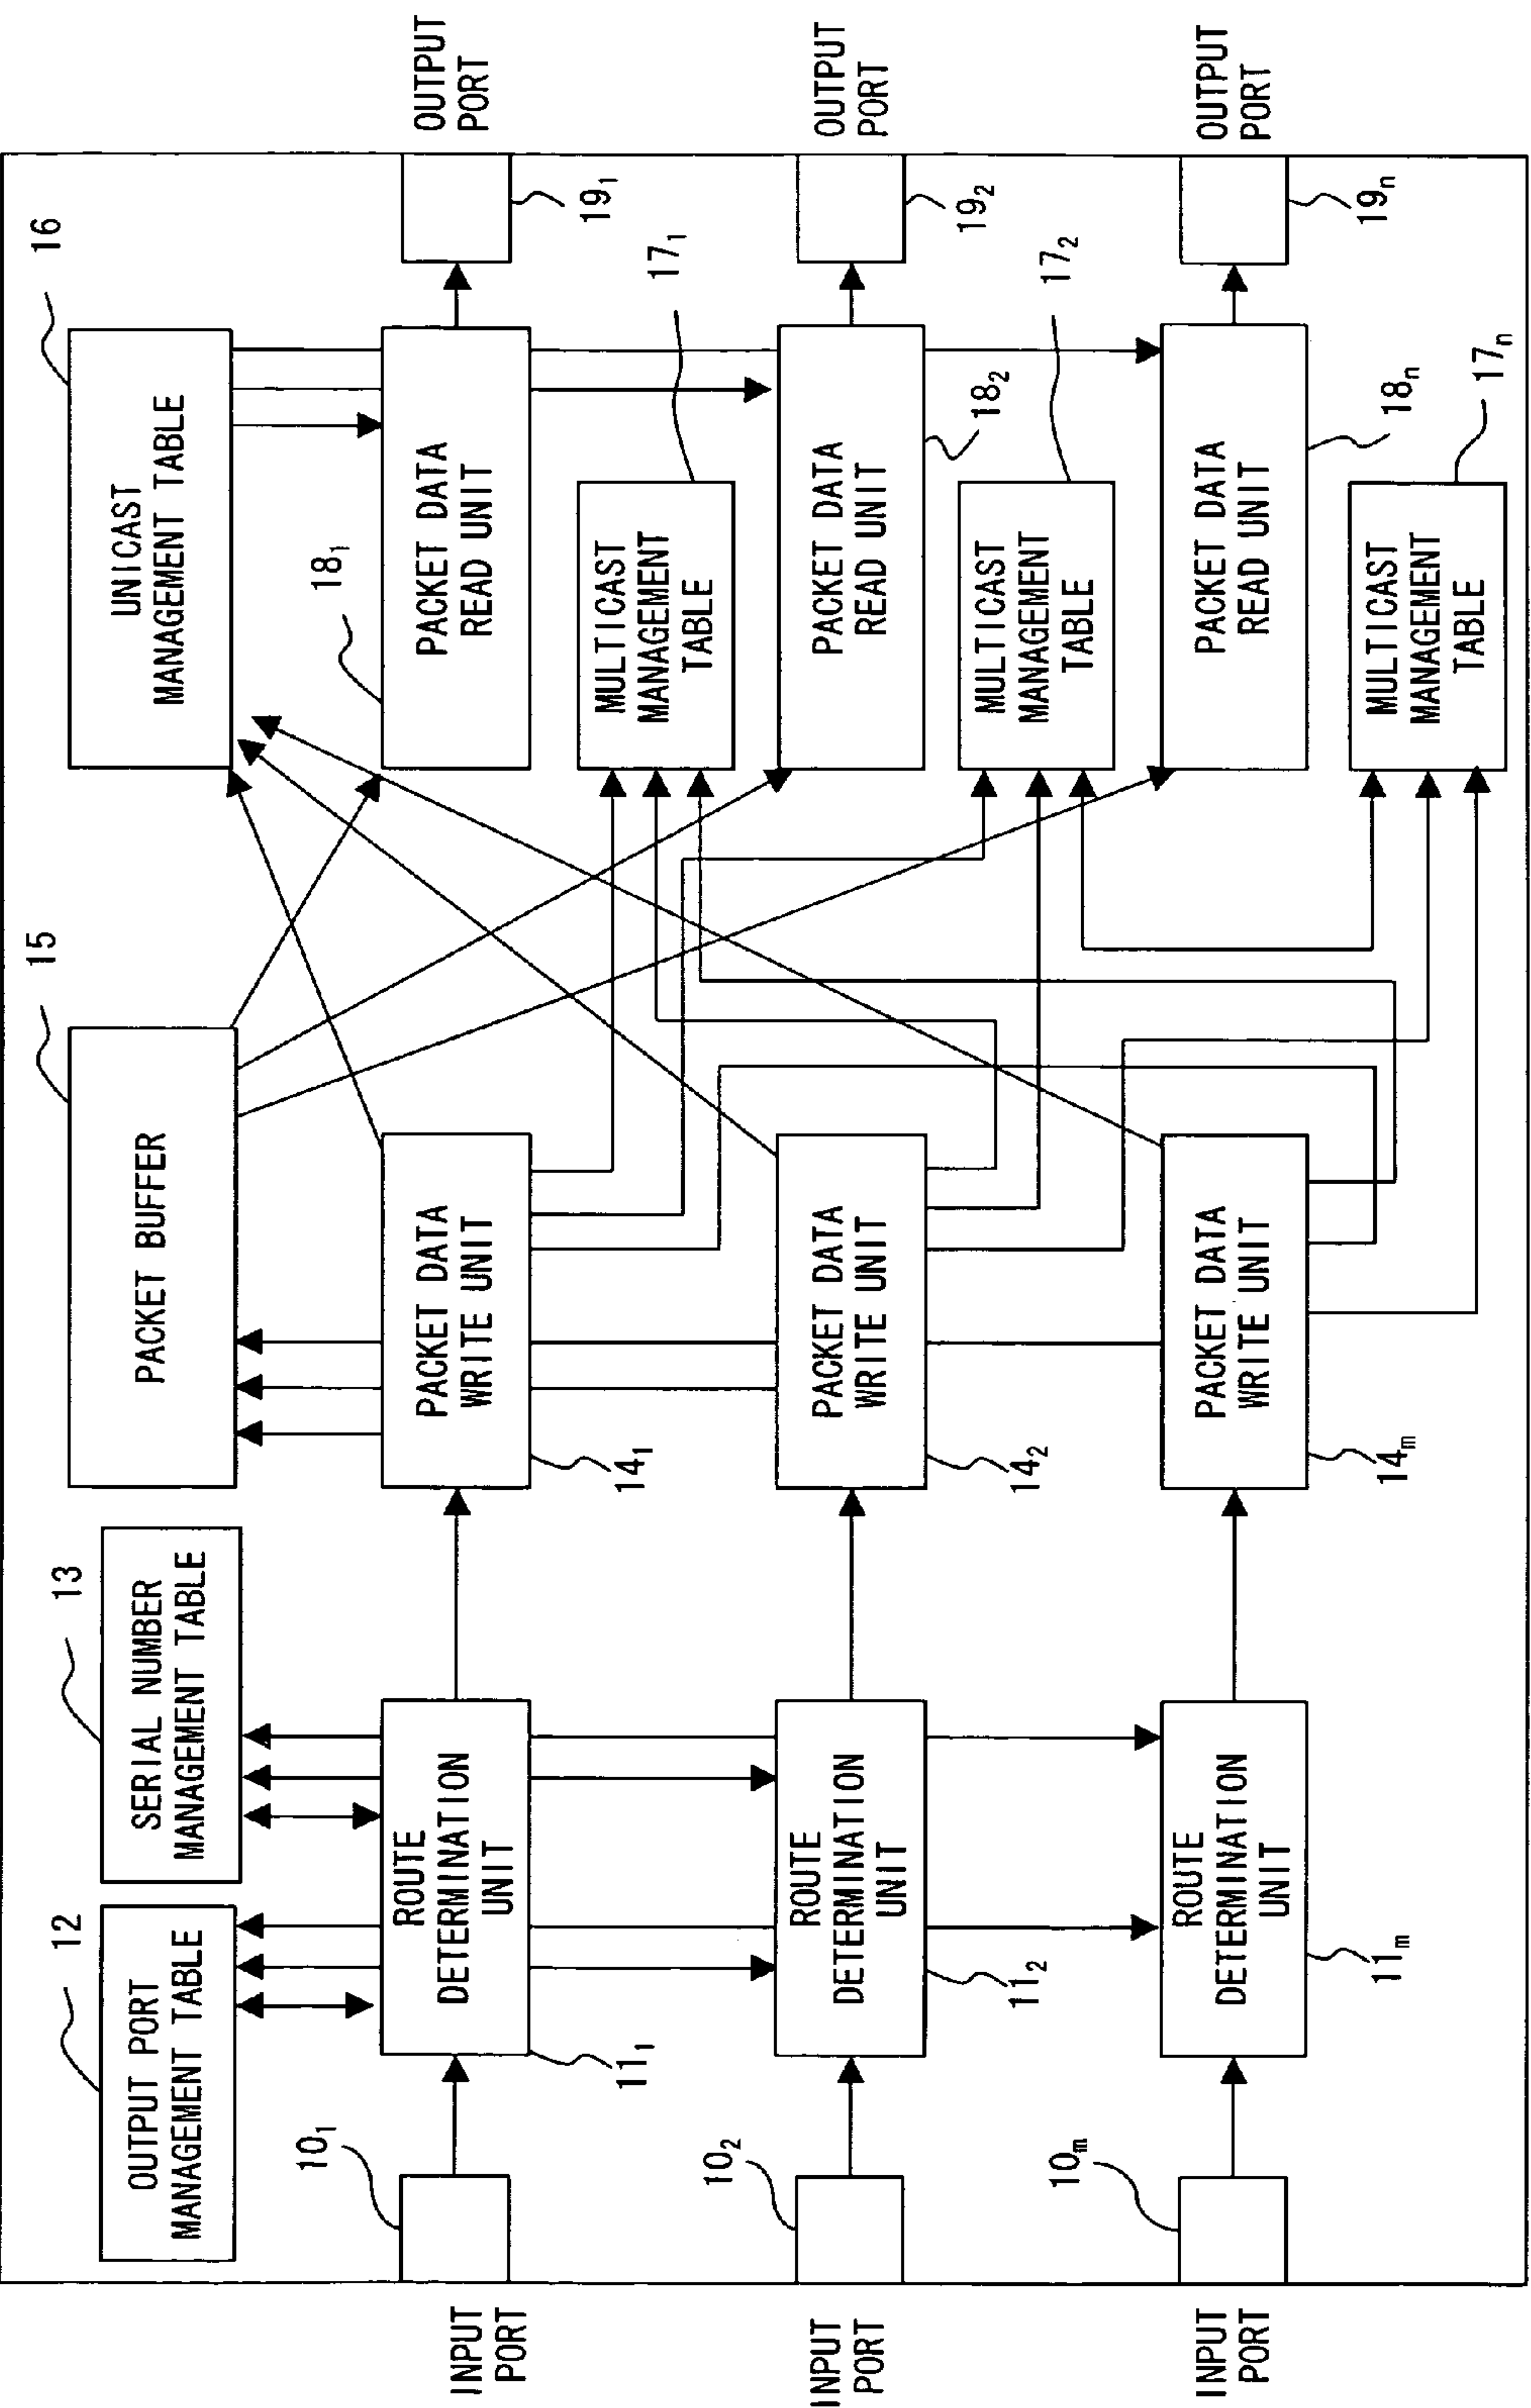 12
OUTPUT PORT
MANAGEMENT TABLE
13
SERIAL NUMBER
MANAGEMENT TABLE
15
PACKET BUFFER
16
UNICAST
MANAGEMENT TABLE
INPUT
PORT
10₁
ROUTE
DETERMINATION
UNIT
11₁
PACKET DATA
WRITE UNIT
14₁
18₁
PACKET DATA
READ UNIT
19₁
OUTPUT
PORT
MULTICAST
MANAGEMENT
TABLE
17₁
INPUT
PORT
10₂
ROUTE
DETERMINATION
UNIT
11₂
PACKET DATA
WRITE UNIT
14₂
PACKET DATA
READ UNIT
18₂
19₂
OUTPUT
PORT
MULTICAST
MANAGEMENT
TABLE
17₂
INPUT
PORT
10ₘ
ROUTE
DETERMINATION
UNIT
11ₘ
PACKET DATA
WRITE UNIT
14ₘ
PACKET DATA
READ UNIT
18ₙ
19ₙ
OUTPUT
PORT
MULTICAST
MANAGEMENT
TABLE
17ₙ